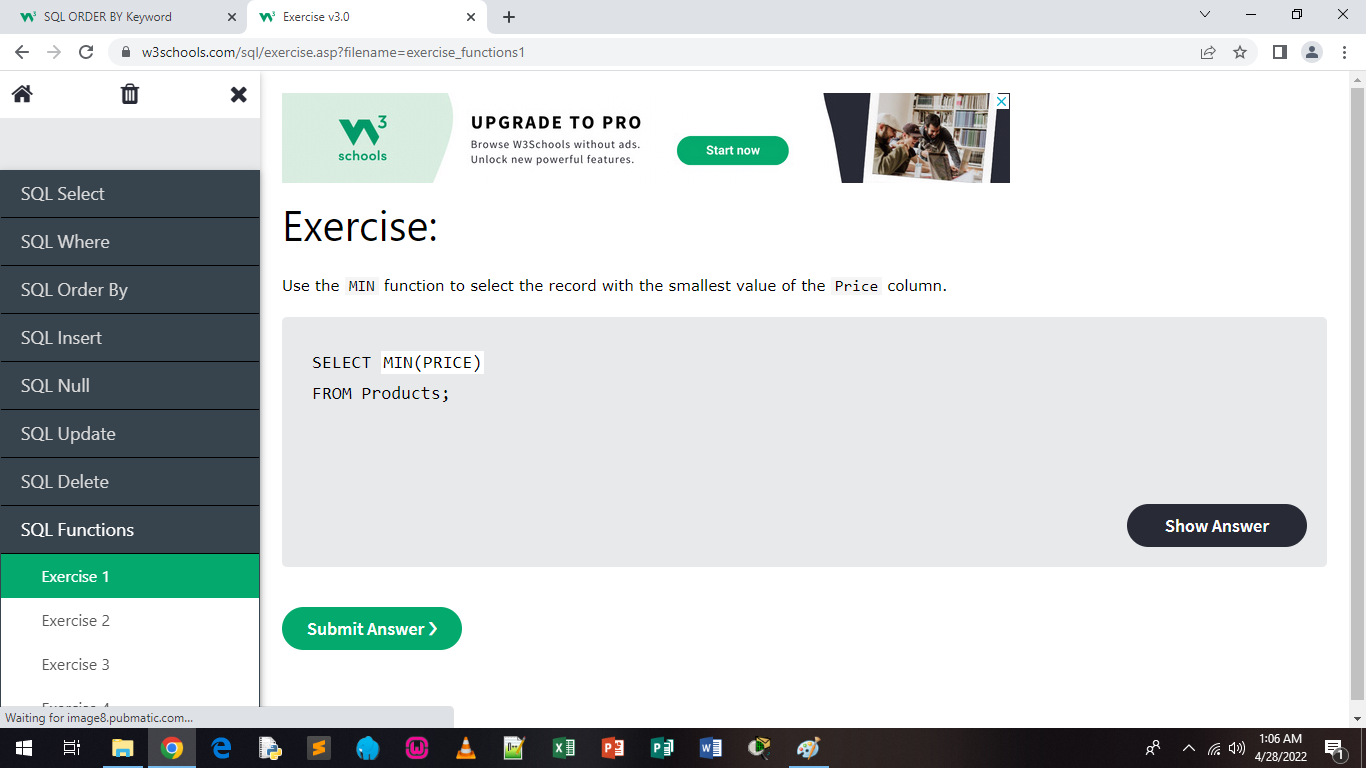 SQL ORDER BY Keyword
Exercise v3.0
w3schools.com/sql/exercise.asp?filename=exercise_functions1
SQL Select
SQL Where
SQL Order By
SQL Insert
SQL Null
SQL Update
SQL Delete
SQL Functions
Exercise 1
Exercise 2
Exercise 3
Exercise 4
Waiting for image8.pubmatic.com...
W3
schools
UPGRADE TO PRO
Browse W3Schools without ads.
Unlock new powerful features.
Start now
Exercise:
Use the MIN function to select the record with the smallest value of the Price column.
SELECT MIN(PRICE)
FROM Products;
Show Answer
Submit Answer ❯
1:06 AM
4/28/2022
1